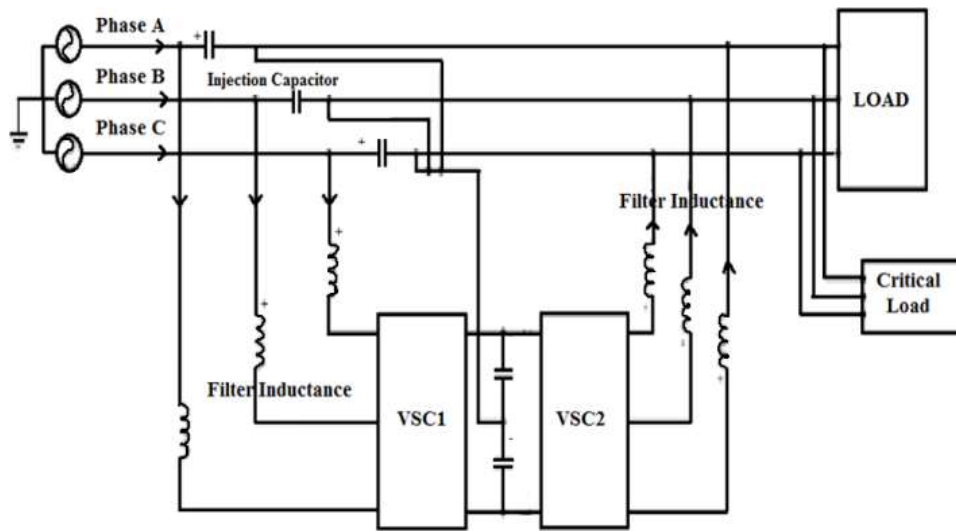 Phase A
+
Phase B
Injection Capacitor
LOAD
Phase C
+
Filter Inductance
+
+
Critical
Load
Filter Inductance
VSC1
VSC2
-
+